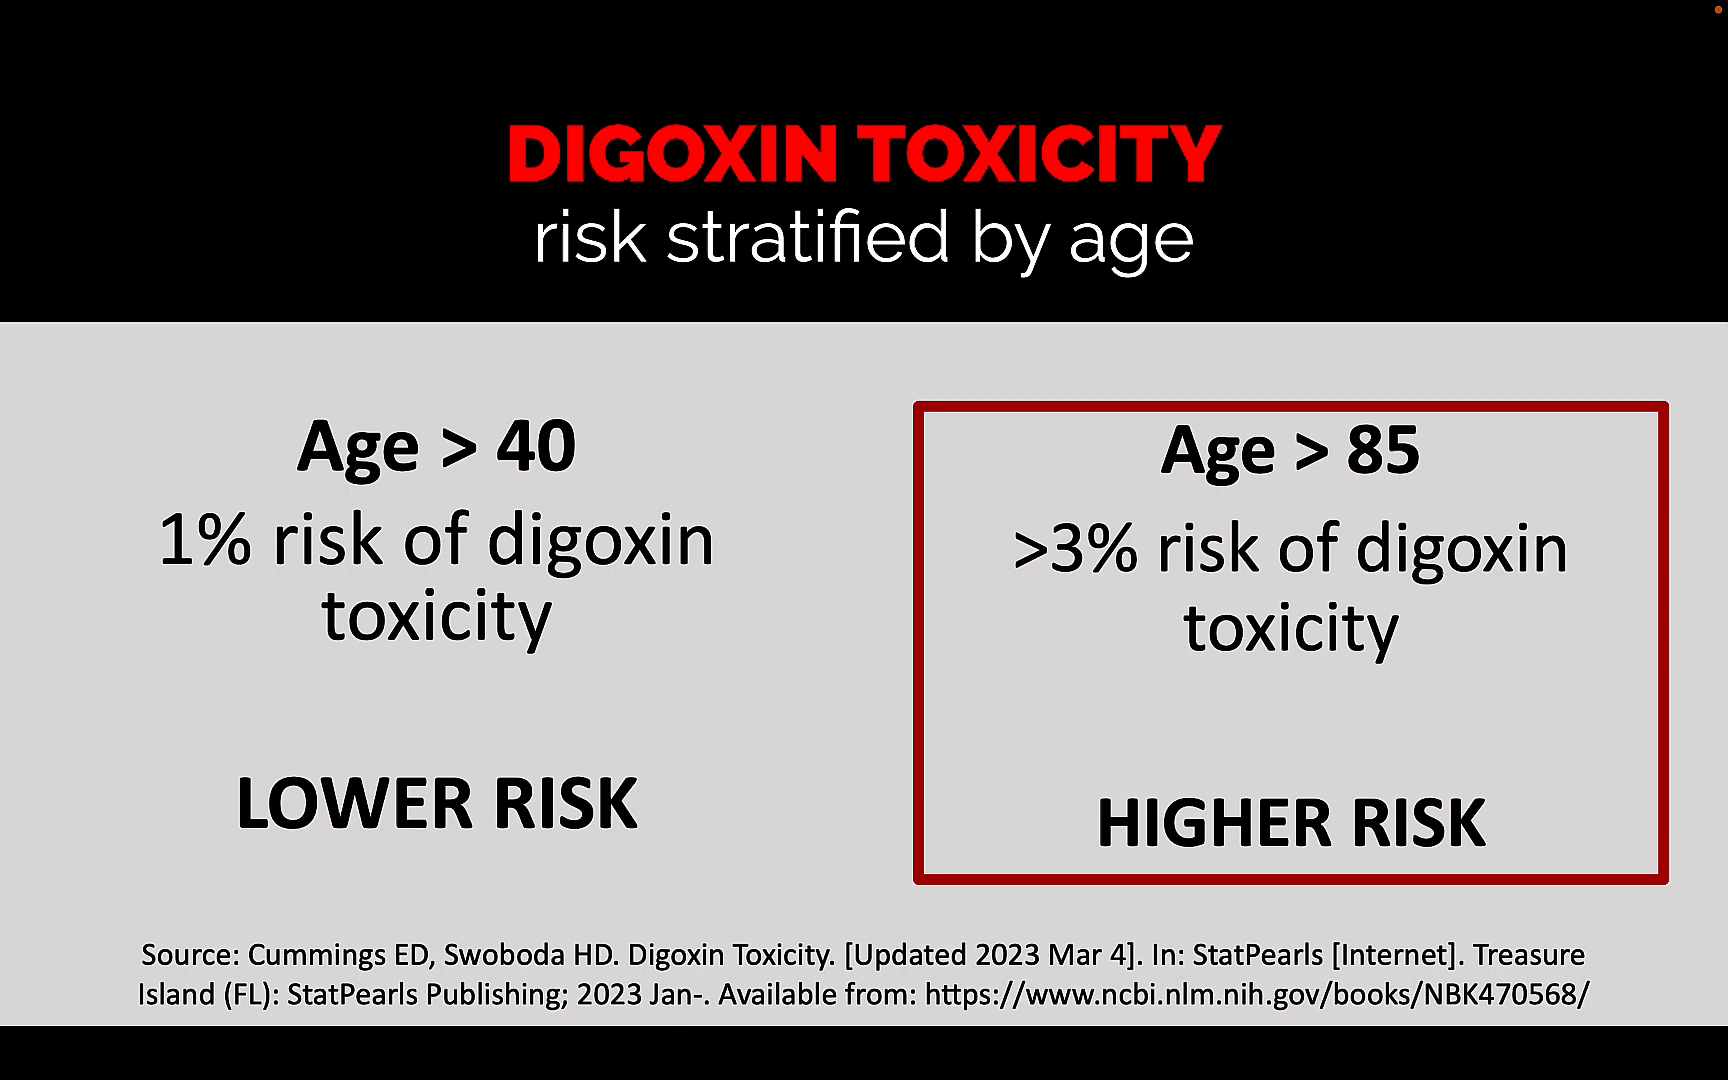 DIGOXIN TOXICITY
risk stratified by age
Age > 40
1% risk of digoxin
toxicity
LOWER RISK
Age > 85
>3% risk of digoxin
toxicity
HIGHER RISK
Source: Cummings ED, Swoboda HD. Digoxin Toxicity. [Updated 2023 Mar 4]. In: StatPearls [Internet]. Treasure
Island (FL): StatPearls Publishing; 2023 Jan-. Available from: https://www.ncbi.nlm.nih.gov/books/NBK470568/